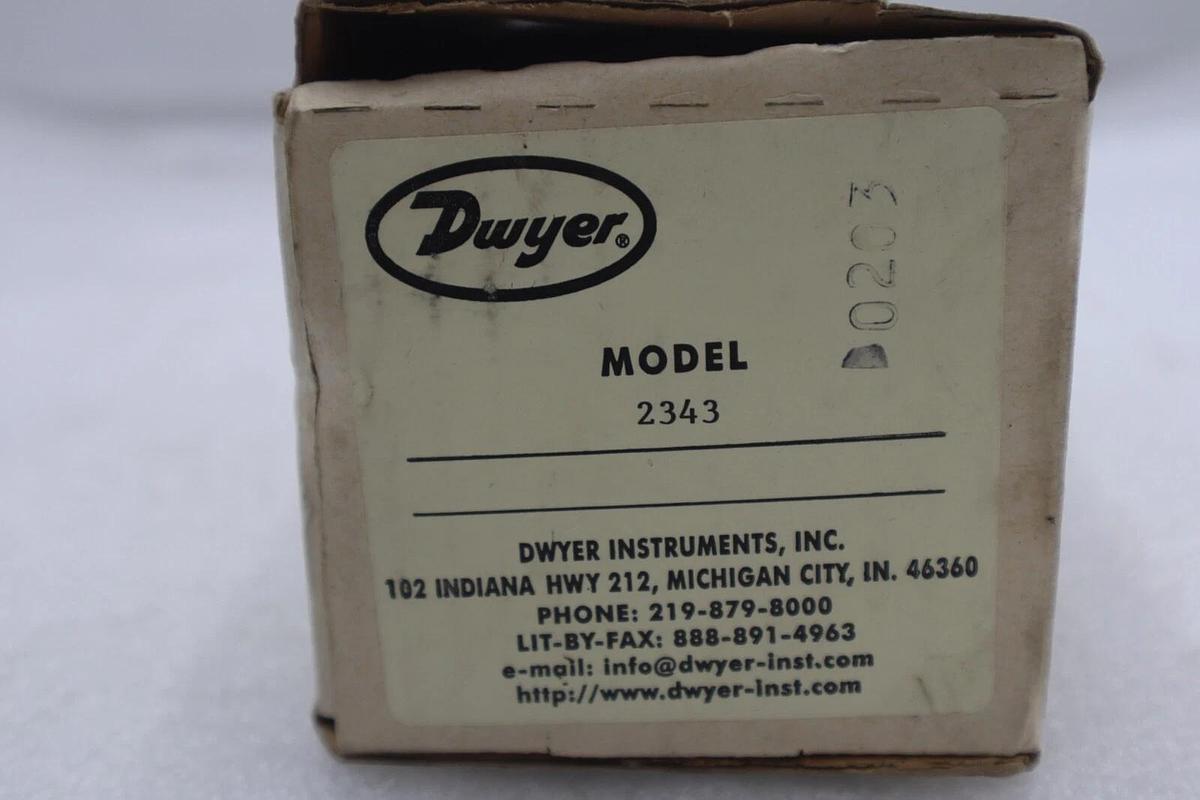 Dwyer®
0203
MODEL
2343
DWYER INSTRUMENTS, INC.
102 INDIANA HWY 212, MICHIGAN CITY, IN. 46360
PHONE: 219-879-8000
LIT-BY-FAX: 888-891-4963
e-mail: info@dwyer-inst.com
http://www.dwyer-inst.com